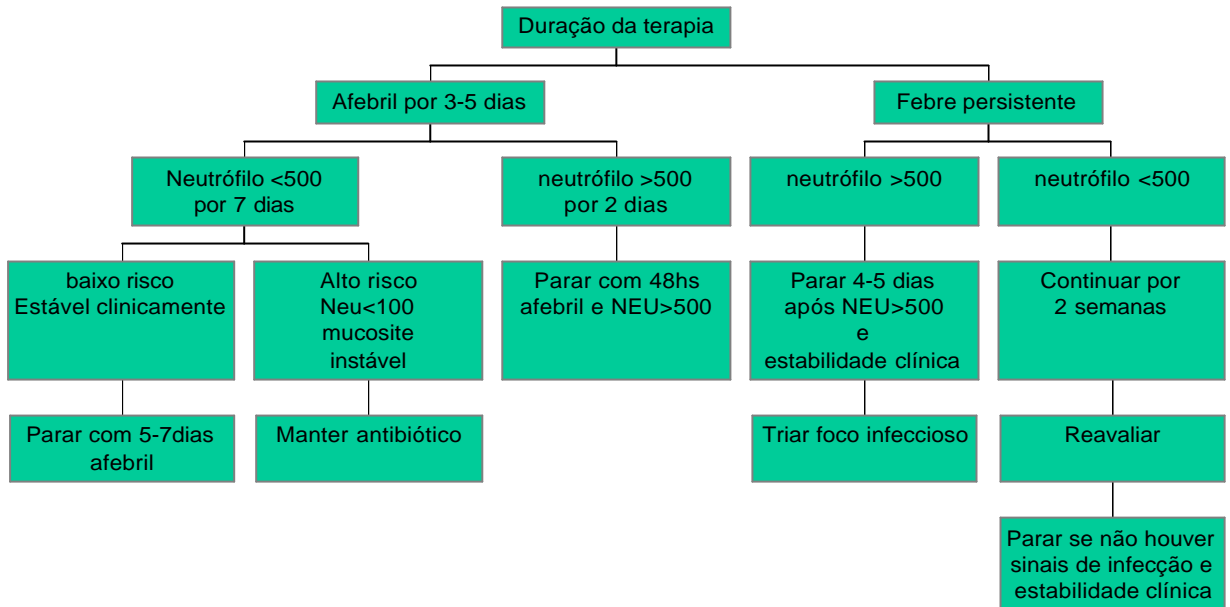 Duração da terapia
Afebril por 3-5 dias
Febre persistente
Neutrófilo <500
por 7 dias
neutrófilo >500
por 2 dias
neutrófilo >500
neutrófilo <500
baixo risco
Estável clinicamente
Alto risco
Neu<100
mucosite
instável
Parar com 48hs
afebril e NEU>500
Parar 4-5 dias
após NEU>500
e
estabilidade clínica
Continuar por
2 semanas
Parar com 5-7dias
afebril
Manter antibiótico
Triar foco infeccioso
Reavaliar
Parar se não houver
sinais de infecção e
estabilidade clínica